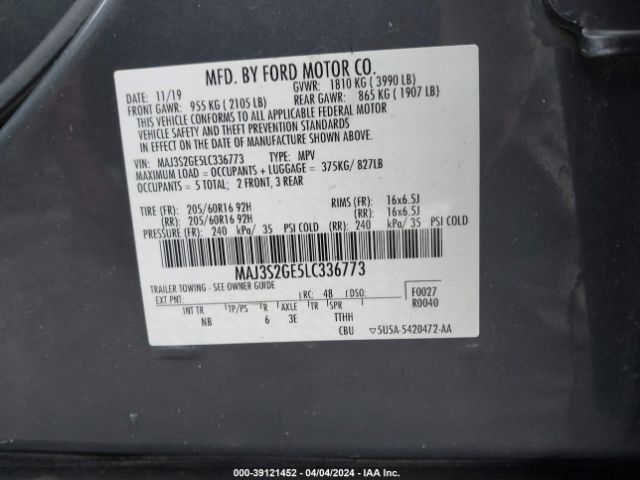 MFD. BY FORD MOTOR CO.
DATE: 11/19 GVWR: 1810 KG ( 3990 LB)
FRONT GAWR: 955 KG ( 2105 LB) REAR GAWR: 865 KG ( 1907 LB)
THIS VEHICLE CONFORMS TO ALL APPLICABLE FEDERAL MOTOR
VEHICLE SAFETY AND THEFT PREVENTION STANDARDS
IN EFFECT ON THE DATE OF MANUFACTURE SHOWN ABOVE.
VIN: MAJ3S2GE5LC336773 TYPE: MPV
MAXIMUM LOAD = OCCUPANTS + LUGGAGE = 375KG/ 827LB
OCCUPANTS = 5 TOTAL; 2 FRONT, 3 REAR
TIRE (FR): 205/60R16 92H RIMS (FR): 16x6.5J
(RR): 205/60R16 92H (RR): 16x6.5J
PRESSURE (FR): 240 kPa/ 35 PSI COLD (RR): 240 kPa/ 35 PSI COLD
MAJ3S2GE5LC336773
TRAILER TOWING - SEE OWNER GUIDE
EXT PNT: RC: 48 DSO: F0027
R0040
INT TR TP/PS R AXLE TR SPR
NB 6 3E TTHH
CBU 5U5A-5420472-AA
000-39121452 - 04/04/2024 - IAA Inc.